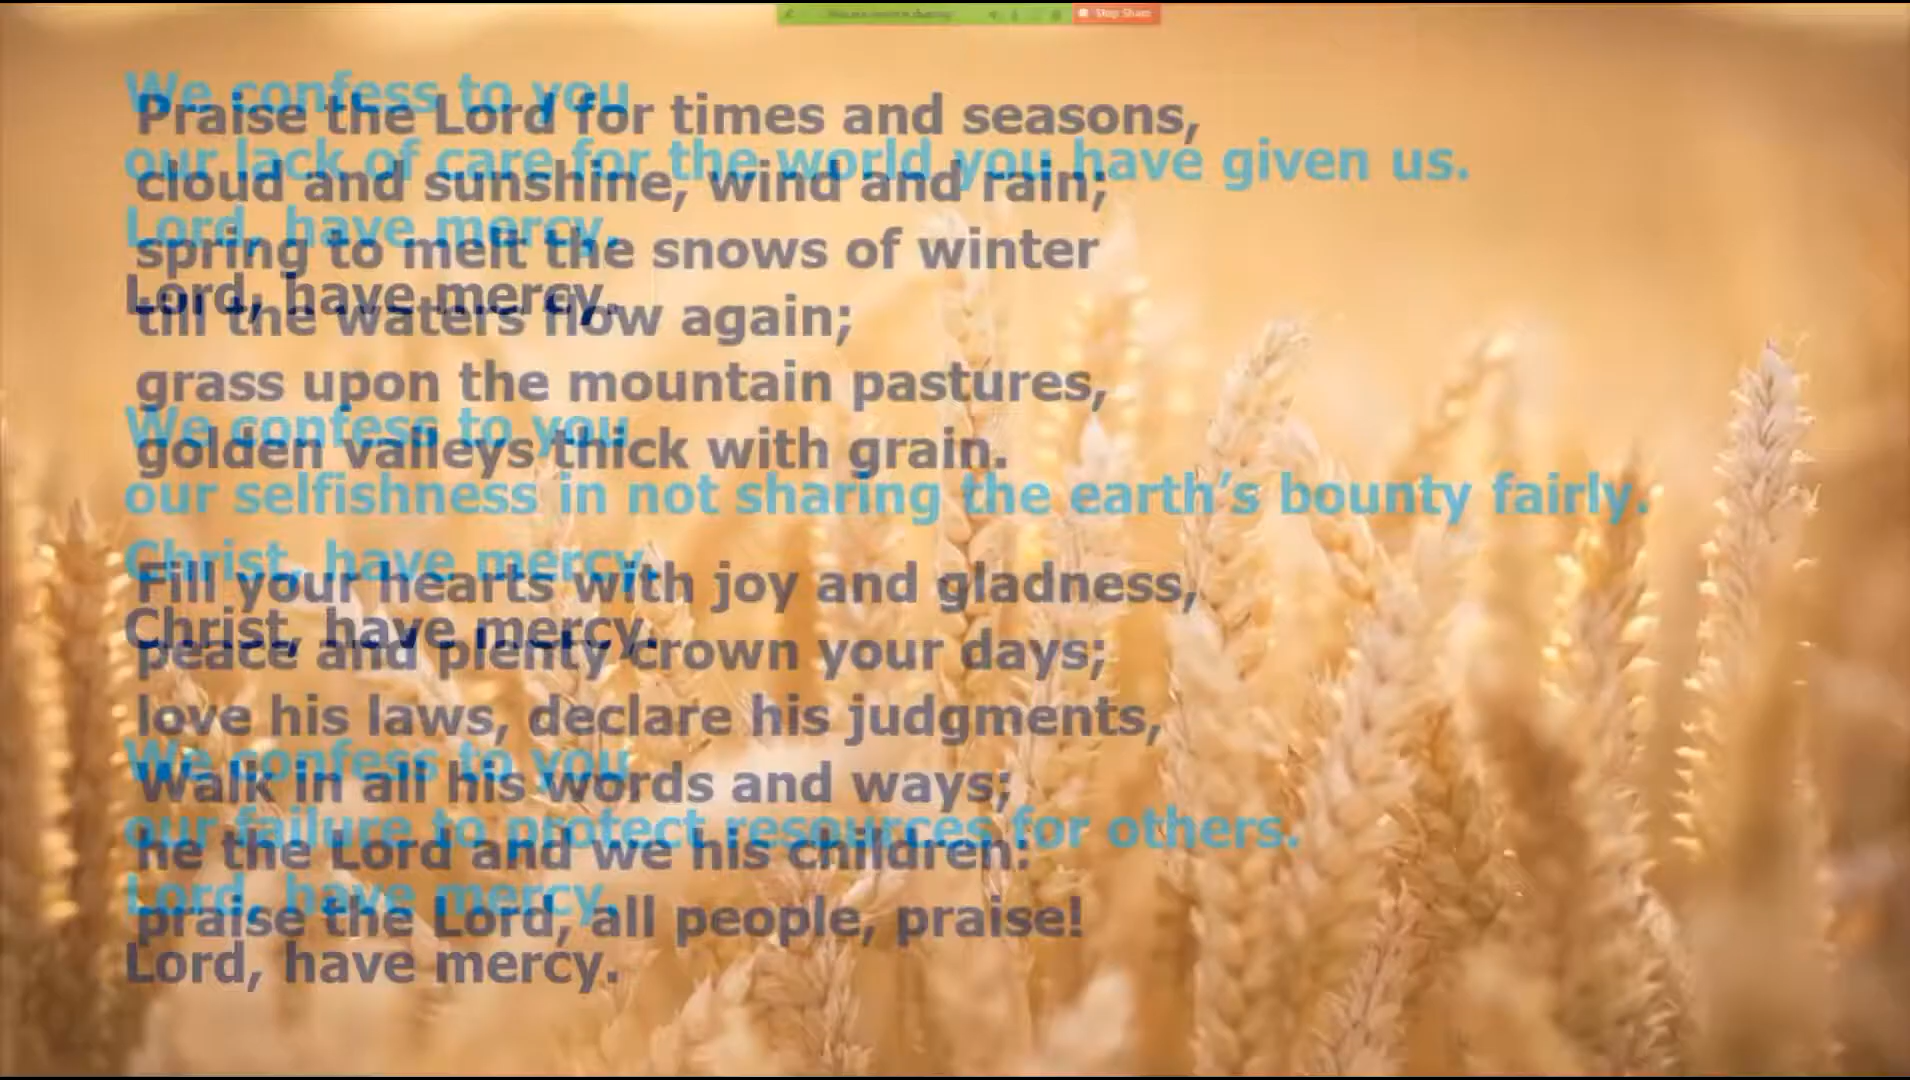 We confess to you
Praise the Lord for times and seasons,
our lack of care for the world you have given us.
cloud and sunshine, wind and rain;
Lord, have mercy.
spring to melt the snows of winter
Lord, have mercy.
till the waters flow again;
grass upon the mountain pastures,
We confess to you
golden valleys thick with grain.
our selfishness in not sharing the earth's bounty fairly.
Christ, have mercy.
Fill your hearts with joy and gladness,
Christ, have mercy.
peace and plenty crown your days;
love his laws, declare his judgments,
We confess to you
Walk in all his words and ways;
our failure to protect resources for others.
he the Lord and we his children:
Lord, have mercy.
praise the Lord, all people, praise!
Lord, have mercy.
Stop Share